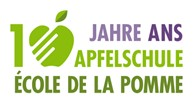 10 JAHRE ANS
APFELSCHULE
ÉCOLE DE LA POMME